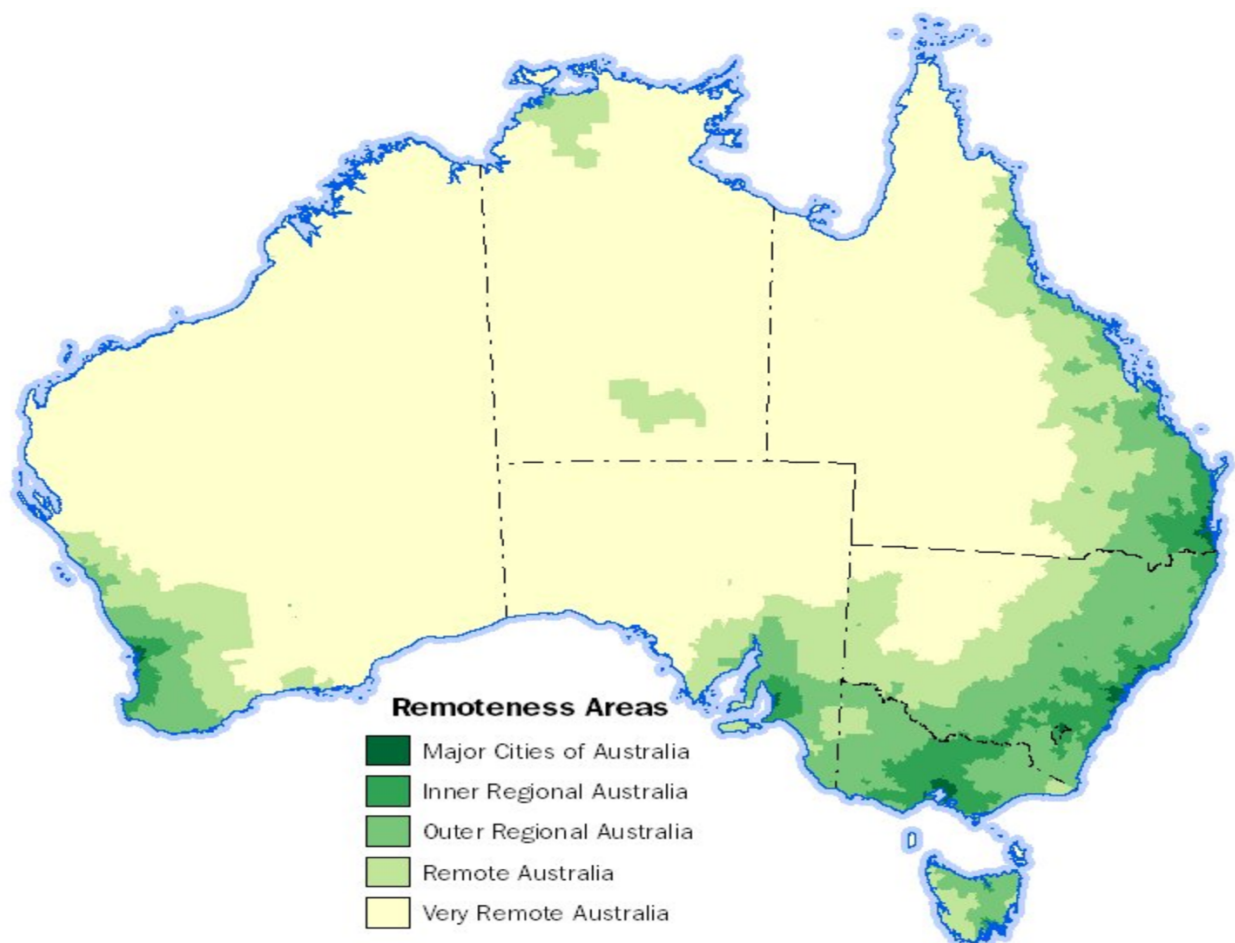 Remoteness Areas
Major Cities of Australia
Inner Regional Australia
Outer Regional Australia
Remote Australia
Very Remote Australia